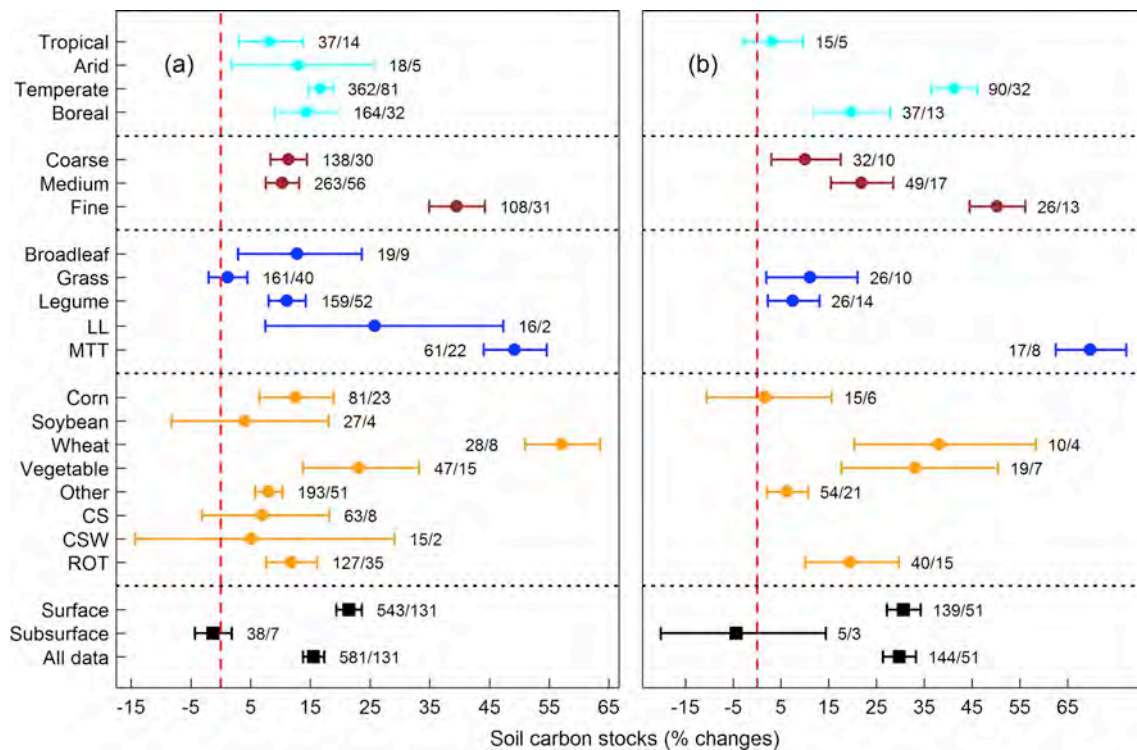 (a)
(b)
Tropical 37/14 15/5
Arid 18/5
Temperate 362/81 90/32
Boreal 164/32 37/13
Coarse 138/30 32/10
Medium 263/56 49/17
Fine 108/31 26/13
Broadleaf 19/9
Grass 161/40 26/10
Legume 159/52 26/14
LL 16/2
MTT 61/22 17/8
Corn 81/23 15/6
Soybean 27/4
Wheat 28/8 10/4
Vegetable 47/15 19/7
Other 193/51 54/21
CS 63/8
CSW 15/2
ROT 127/35 40/15
Surface 543/131 139/51
Subsurface 38/7 5/3
All data 581/131 144/51
-15 -5 5 15 25 35 45 55 65 -15 -5 5 15 25 35 45 55 65
Soil carbon stocks (% changes)